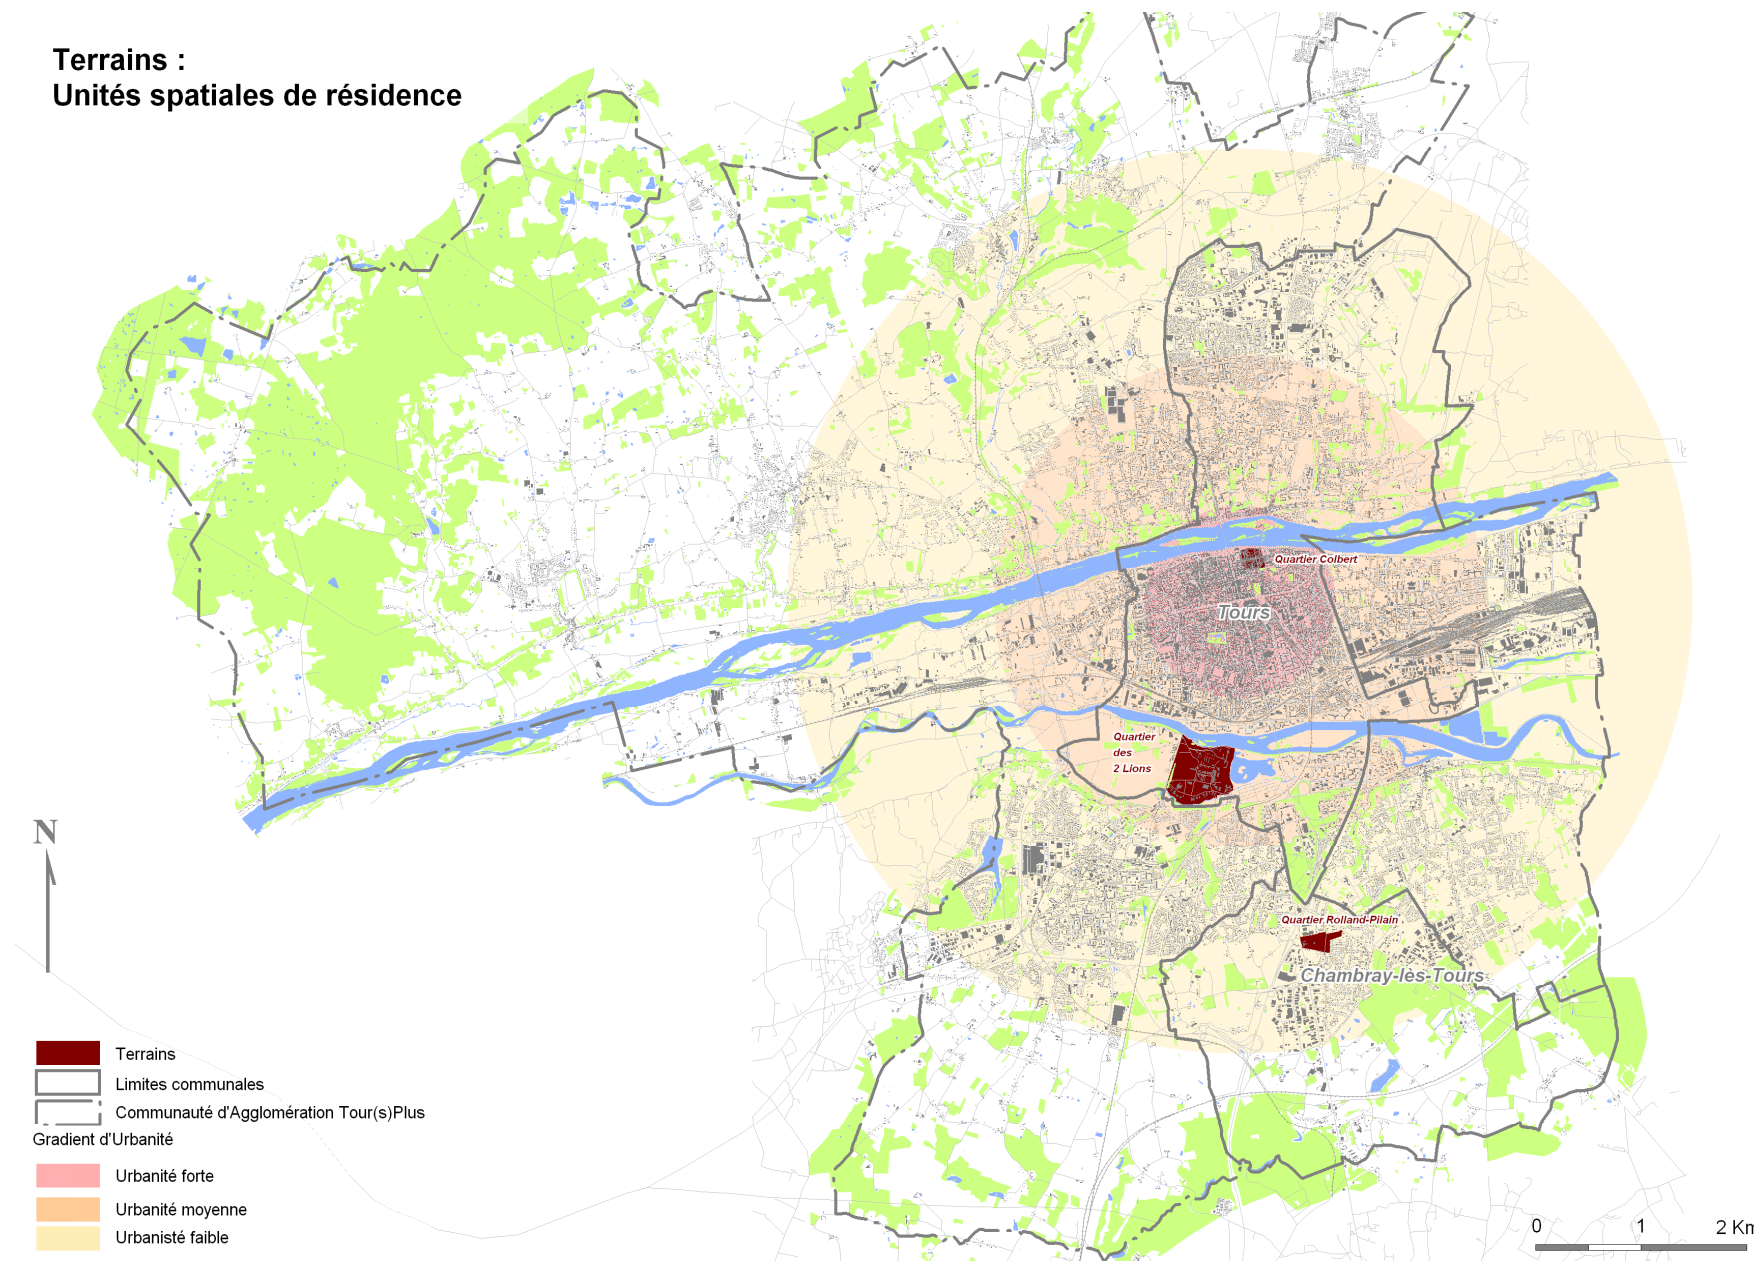 Terrains :
Unités spatiales de résidence
Quartier Colbert
Tours
Quartier
des
2 Lions
Quartier Rolland-Pilain
Chambray-lès-Tours
N
Terrains
Limites communales
Communauté d'Agglomération Tour(s)Plus
Gradient d'Urbanité
Urbanité forte
Urbanité moyenne
Urbanisté faible
0 1 2 Km